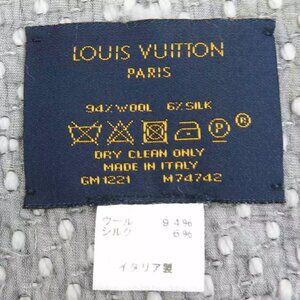 LOUIS VUITTON
PARIS
94% WOOL 6% SILK
DRY CLEAN ONLY
MADE IN ITALY
GM1221 M74742
ウール 94%
シルク 6%
イタリア製